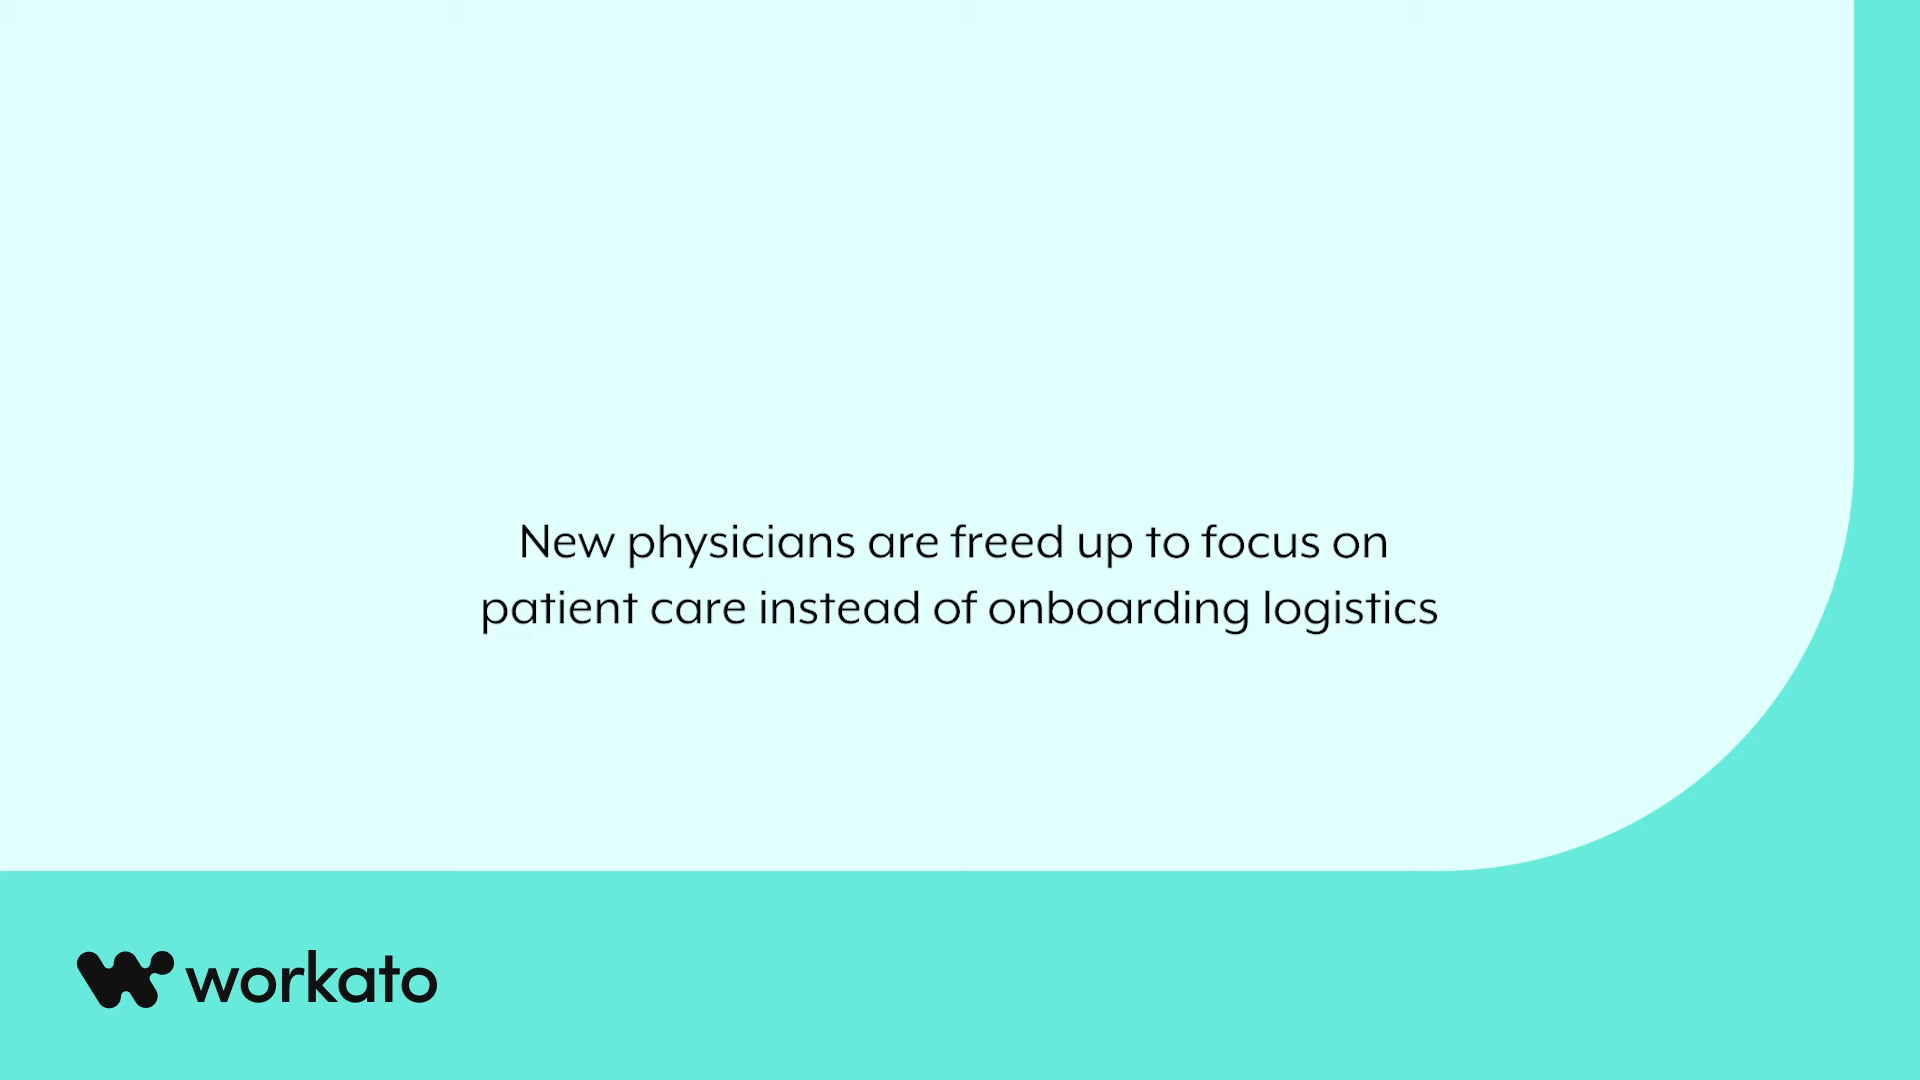 New physicians are freed up to focus on
patient care instead of onboarding logistics
workato